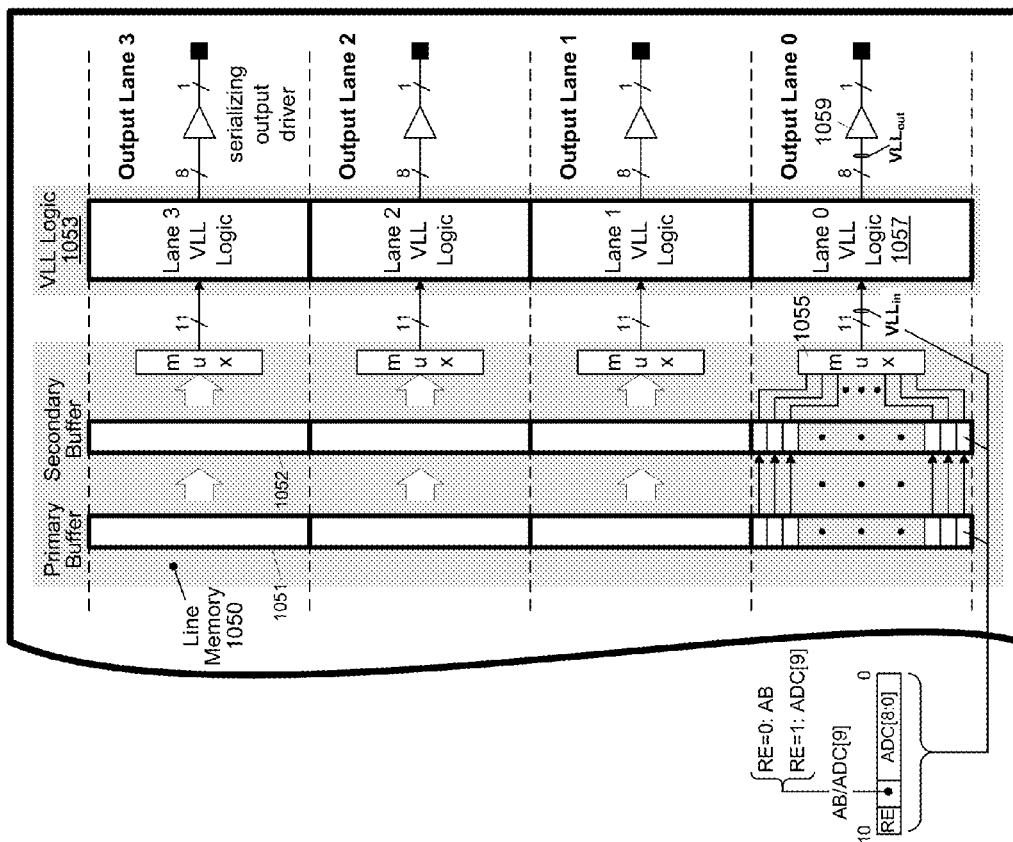 VLL Logic
1053
Primary
Buffer
Secondary
Buffer
Line
Memory
1050
1051
1052
m
u
x
11
Lane 3
VLL
Logic
8
1
Output Lane 3
serializing
output
driver
m
u
x
11
Lane 2
VLL
Logic
8
1
Output Lane 2
m
u
x
11
Lane 1
VLL
Logic
8
1
Output Lane 1
m
u
x
1055
11
VLLin
Lane 0
VLL
Logic
1057
8
VLLout
1059
1
Output Lane 0
RE=0: AB
RE=1: ADC[9]
AB/ADC[9]
10
0
RE
ADC[8:0]